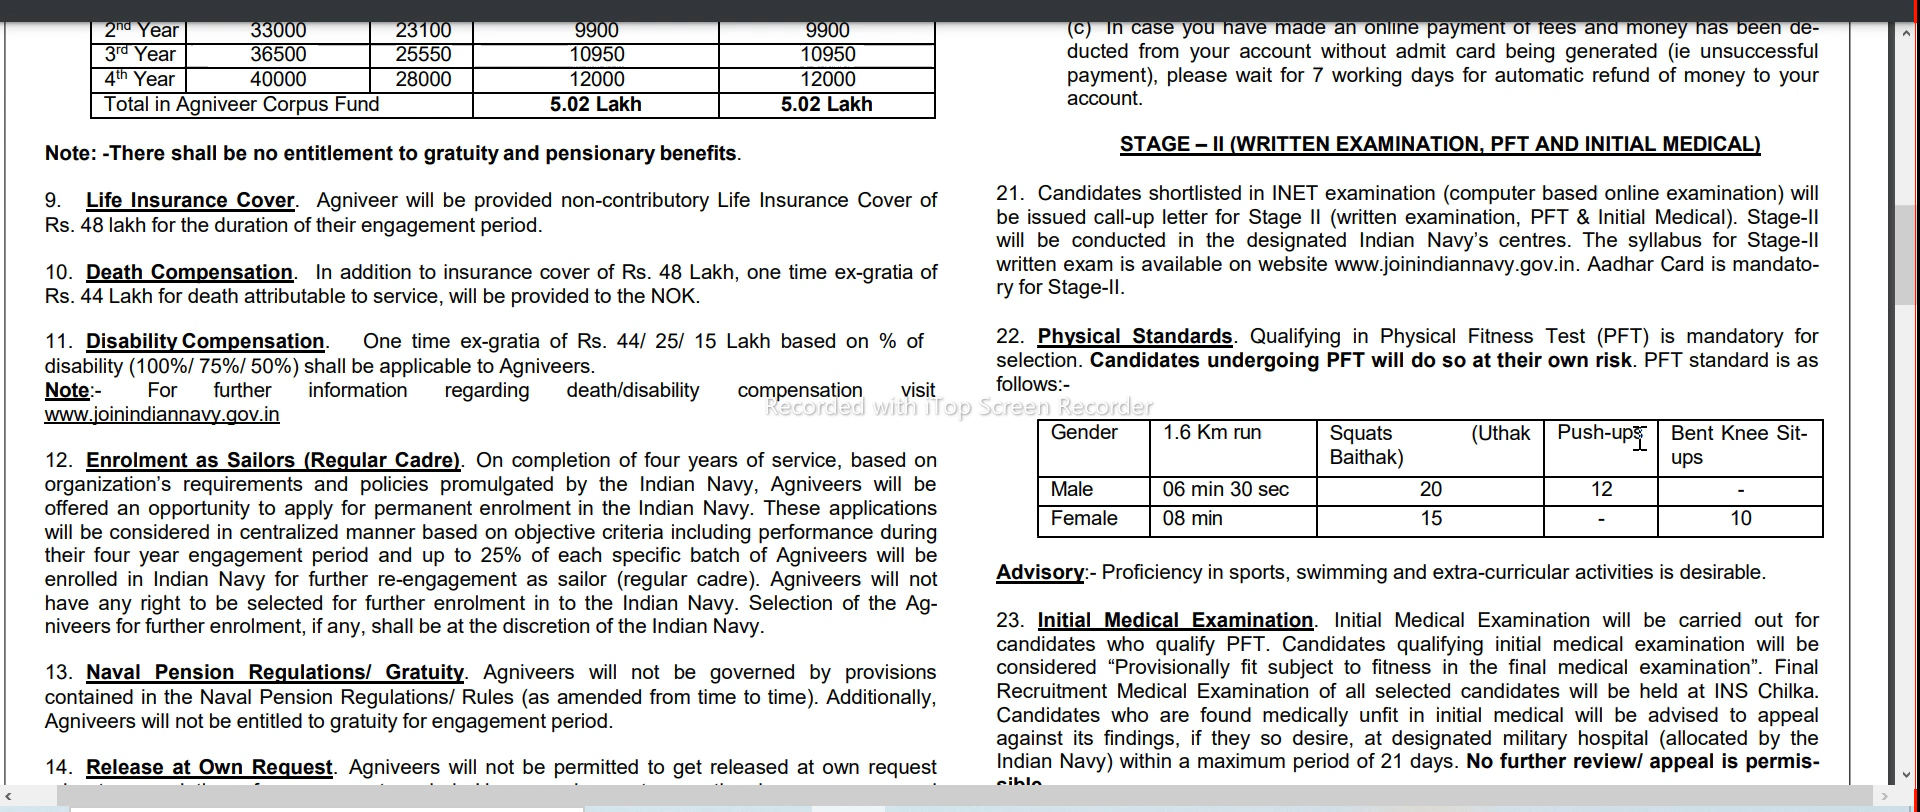 2nd Year 33000 23100 9900 9900
3rd Year 36500 25550 10950 10950
4th Year 40000 28000 12000 12000
Total in Agniveer Corpus Fund 5.02 Lakh 5.02 Lakh
Note: -There shall be no entitlement to gratuity and pensionary benefits.
9. Life Insurance Cover. Agniveer will be provided non-contributory Life Insurance Cover of
Rs. 48 lakh for the duration of their engagement period.
10. Death Compensation. In addition to insurance cover of Rs. 48 Lakh, one time ex-gratia of
Rs. 44 Lakh for death attributable to service, will be provided to the NOK.
11. Disability Compensation. One time ex-gratia of Rs. 44/ 25/ 15 Lakh based on % of
disability (100%/ 75%/ 50%) shall be applicable to Agniveers.
Note:- For further information regarding death/disability compensation visit
www.joinindiannavy.gov.in
12. Enrolment as Sailors (Regular Cadre). On completion of four years of service, based on
organization’s requirements and policies promulgated by the Indian Navy, Agniveers will be
offered an opportunity to apply for permanent enrolment in the Indian Navy. These applications
will be considered in centralized manner based on objective criteria including performance during
their four year engagement period and up to 25% of each specific batch of Agniveers will be
enrolled in Indian Navy for further re-engagement as sailor (regular cadre). Agniveers will not
have any right to be selected for further enrolment in to the Indian Navy. Selection of the Ag-
niveers for further enrolment, if any, shall be at the discretion of the Indian Navy.
13. Naval Pension Regulations/ Gratuity. Agniveers will not be governed by provisions
contained in the Naval Pension Regulations/ Rules (as amended from time to time). Additionally,
Agniveers will not be entitled to gratuity for engagement period.
14. Release at Own Request. Agniveers will not be permitted to get released at own request
(c) In case you have made an online payment of fees and money has been de-
ducted from your account without admit card being generated (ie unsuccessful
payment), please wait for 7 working days for automatic refund of money to your
account.
STAGE – II (WRITTEN EXAMINATION, PFT AND INITIAL MEDICAL)
21. Candidates shortlisted in INET examination (computer based online examination) will
be issued call-up letter for Stage II (written examination, PFT & Initial Medical). Stage-II
will be conducted in the designated Indian Navy’s centres. The syllabus for Stage-II
written exam is available on website www.joinindiannavy.gov.in. Aadhar Card is mandato-
ry for Stage-II.
22. Physical Standards. Qualifying in Physical Fitness Test (PFT) is mandatory for
selection. Candidates undergoing PFT will do so at their own risk. PFT standard is as
follows:-
Recorded with iTop Screen Recorder
Gender 1.6 Km run Squats (Uthak Push-ups Bent Knee Sit-
Baithak) ups
Male 06 min 30 sec 20 12 -
Female 08 min 15 - 10
Advisory:- Proficiency in sports, swimming and extra-curricular activities is desirable.
23. Initial Medical Examination. Initial Medical Examination will be carried out for
candidates who qualify PFT. Candidates qualifying initial medical examination will be
considered “Provisionally fit subject to fitness in the final medical examination”. Final
Recruitment Medical Examination of all selected candidates will be held at INS Chilka.
Candidates who are found medically unfit in initial medical will be advised to appeal
against its findings, if they so desire, at designated military hospital (allocated by the
Indian Navy) within a maximum period of 21 days. No further review/ appeal is permis-
sible